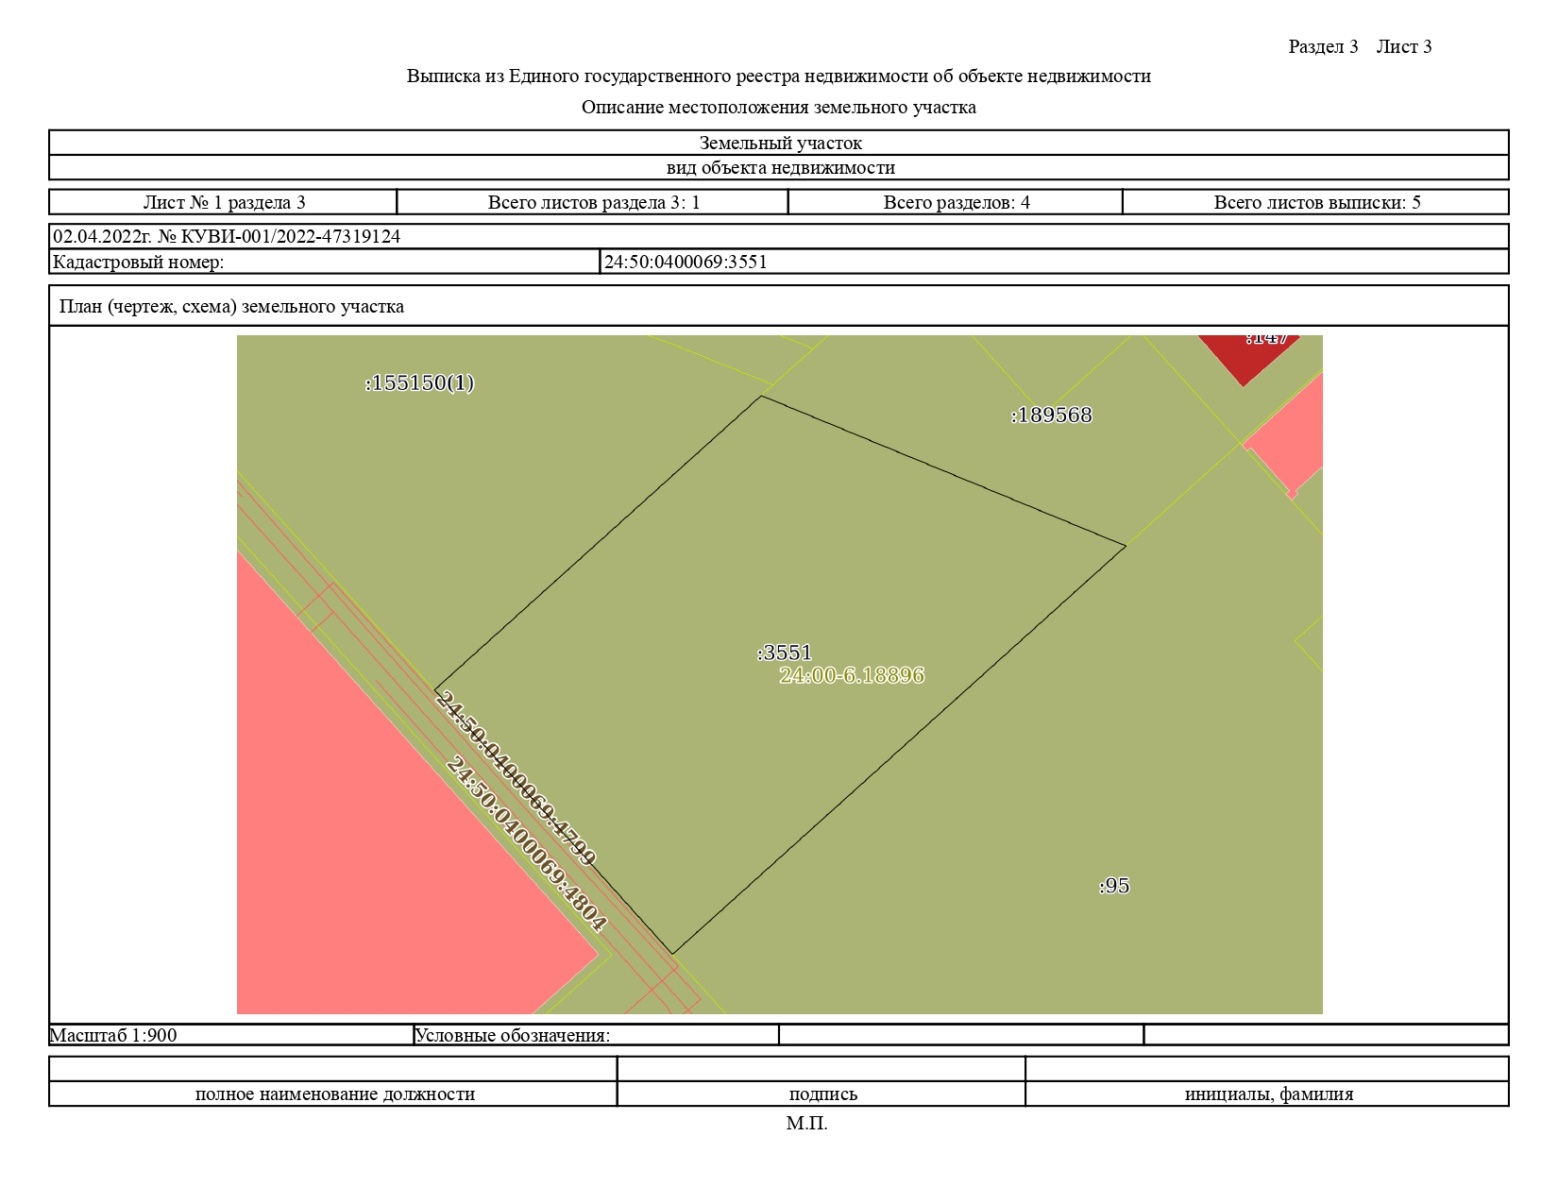 Раздел 3 Лист 3
Выписка из Единого государственного реестра недвижимости об объекте недвижимости
Описание местоположения земельного участка
Земельный участок
вид объекта недвижимости
Лист № 1 раздела 3 Всего листов раздела 3: 1 Всего разделов: 4 Всего листов выписки: 5
02.04.2022г. № КУВИ-001/2022-47319124
Кадастровый номер: 24:50:0400069:3551
План (чертеж, схема) земельного участка
:147
:155150(1)
:189568
:3551
24:00-6.18896
24:50:0400069:4799
24:50:0400069:4804
:95
Масштаб 1:900 Условные обозначения:
полное наименование должности подпись инициалы, фамилия
М.П.